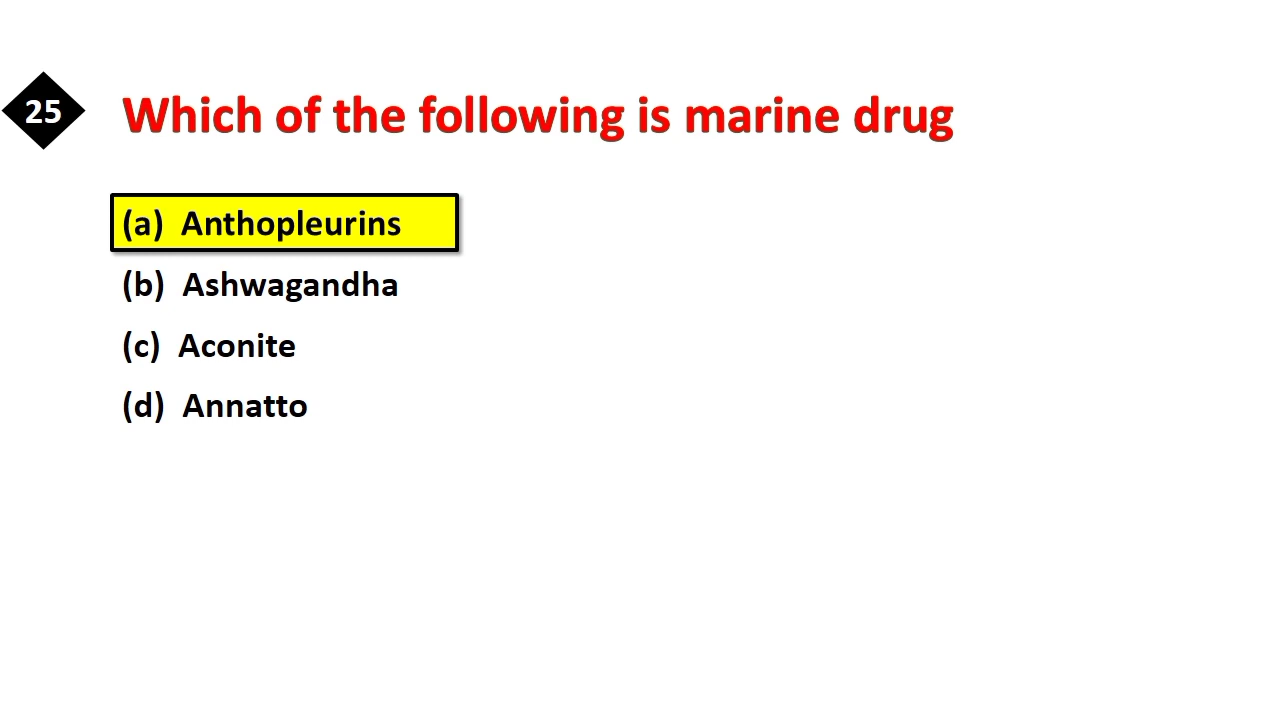 25
Which of the following is marine drug
(a) Anthopleurins
(b) Ashwagandha
(c) Aconite
(d) Annatto